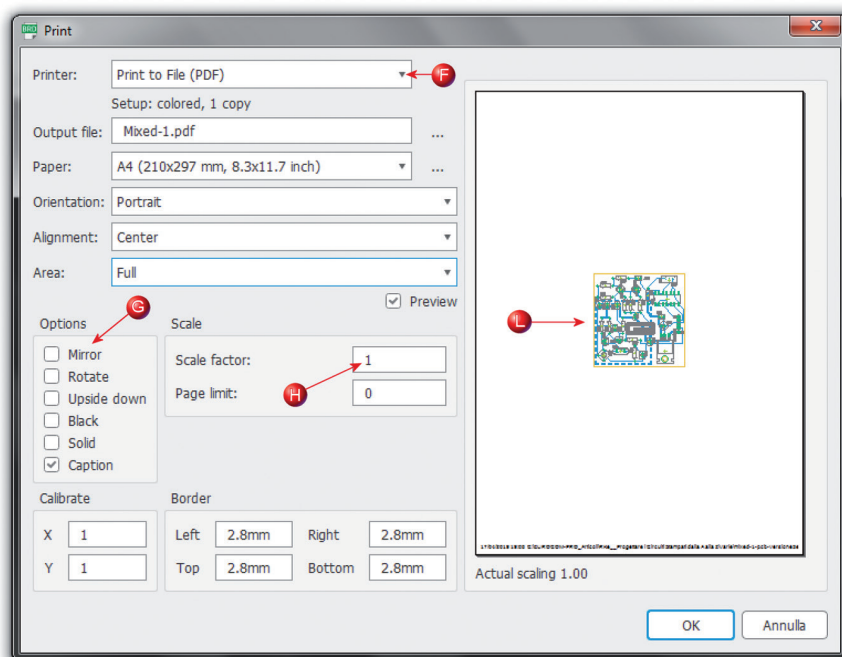 BRD Print X
Printer: Print to File (PDF) F
Setup: colored, 1 copy
Output file: Mixed-1.pdf ...
Paper: A4 (210x297 mm, 8.3x11.7 inch) ...
Orientation: Portrait
Alignment: Center
Area: Full
Preview
G
Options
Mirror
Rotate
Upside down
Black
Solid
Caption
Scale
Scale factor: 1
H
Page limit: 0
Calibrate
X 1
Y 1
Border
Left 2.8mm Right 2.8mm
Top 2.8mm Bottom 2.8mm
L
Actual scaling 1.00
OK Annulla